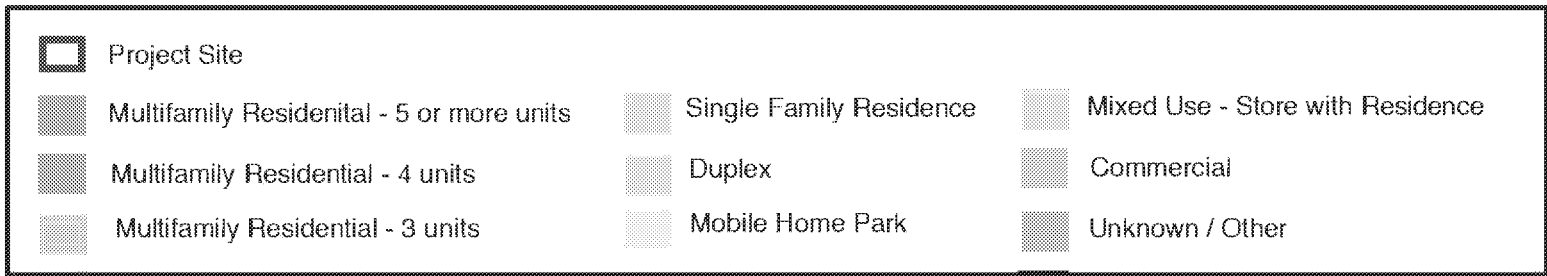 Project Site
Multifamily Residenital - 5 or more units
Multifamily Residential - 4 units
Multifamily Residential - 3 units
Single Family Residence
Duplex
Mobile Home Park
Mixed Use - Store with Residence
Commercial
Unknown / Other